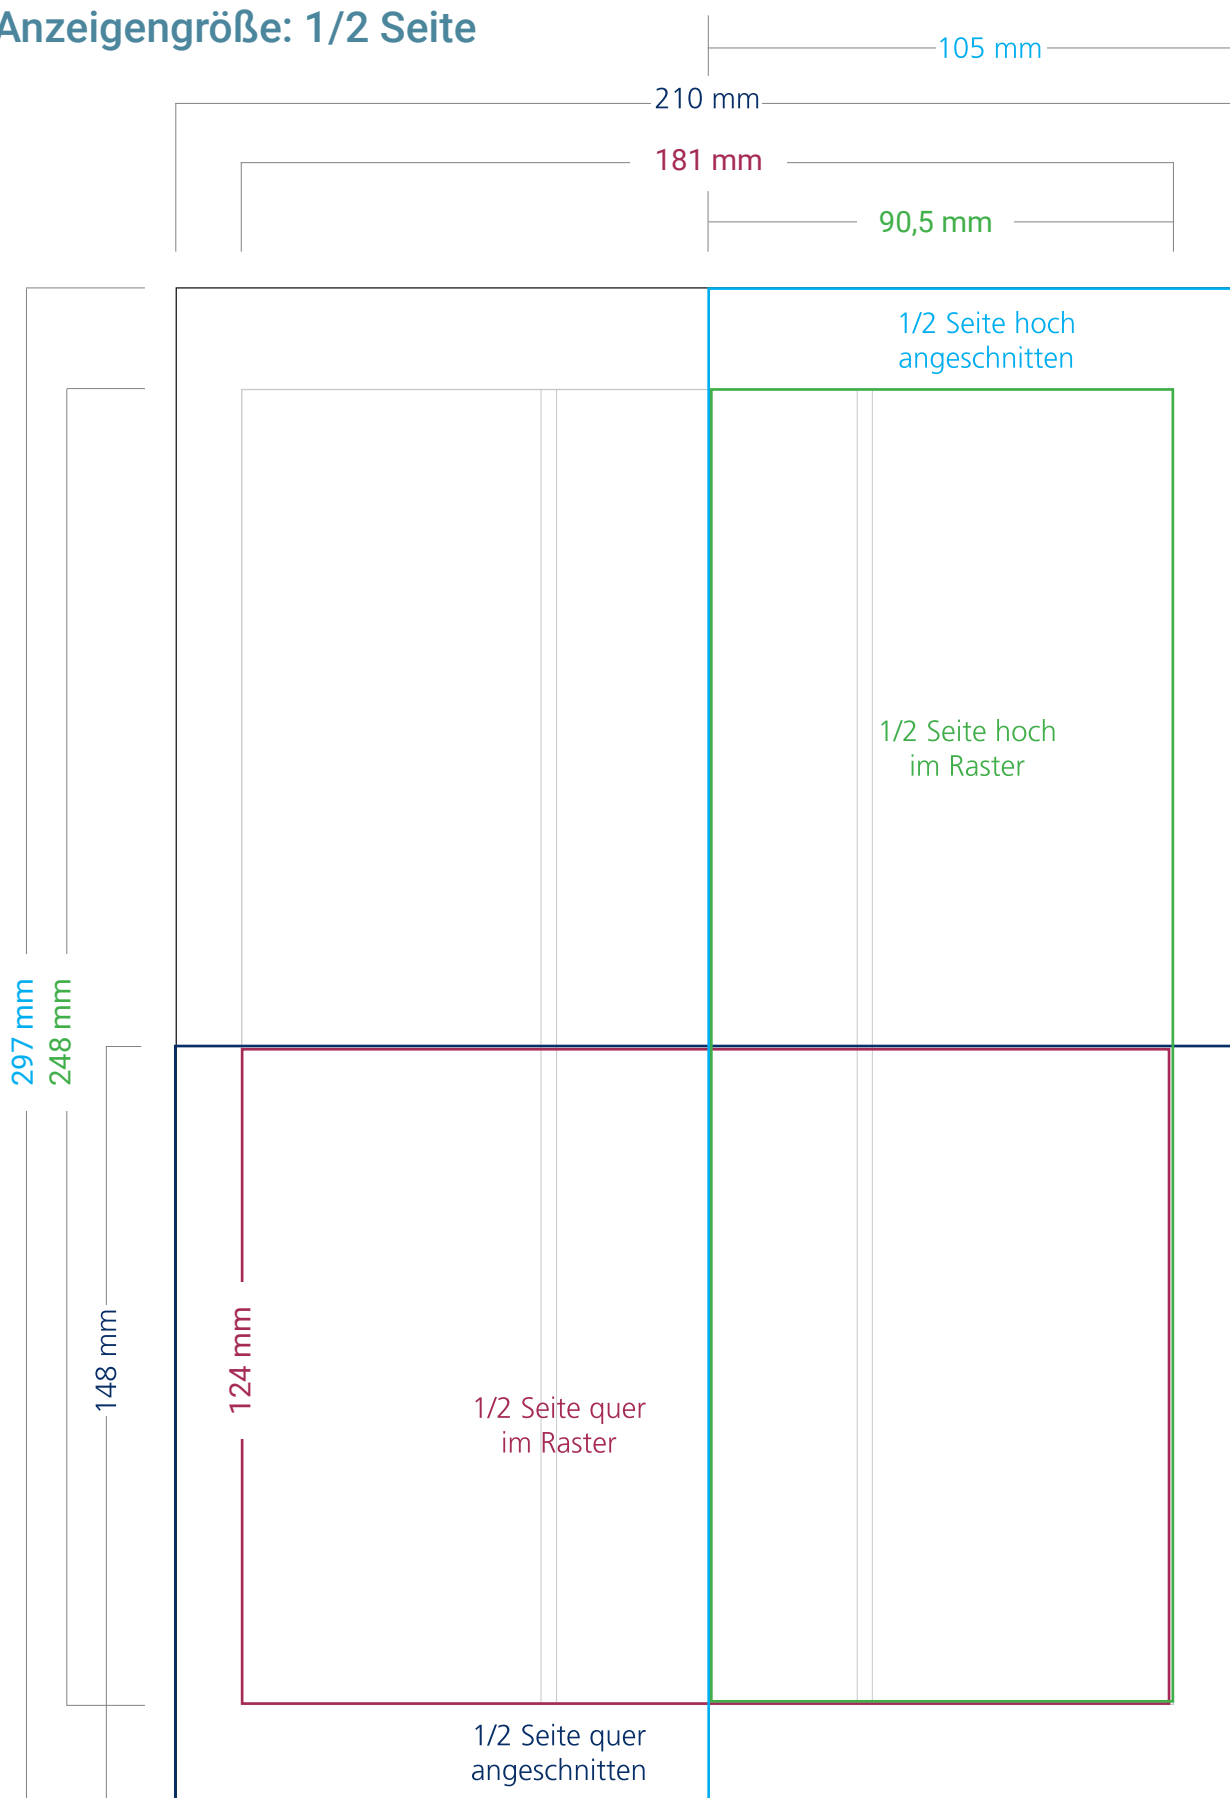 Anzeigengröße: 1/2 Seite
105 mm
210 mm
181 mm
90,5 mm
1/2 Seite hoch
angeschnitten
1/2 Seite hoch
im Raster
297 mm
248 mm
148 mm
124 mm
1/2 Seite quer
im Raster
1/2 Seite quer
angeschnitten